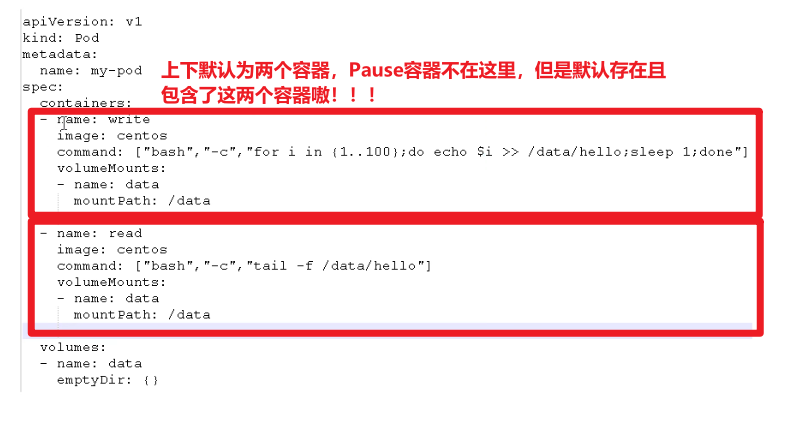 apiVersion: v1
kind: Pod
metadata:
  name: my-pod
上下默认为两个容器，Pause容器不在这里，但是默认存在且
包含了这两个容器嗷！！！
spec:
  containers:
  - name: write
    image: centos
    command: ["bash","-c","for i in {1..100};do echo $i >> /data/hello;sleep 1;done"]
    volumeMounts:
    - name: data
      mountPath: /data
  - name: read
    image: centos
    command: ["bash","-c","tail -f /data/hello"]
    volumeMounts:
    - name: data
      mountPath: /data
  volumes:
  - name: data
    emptyDir: {}